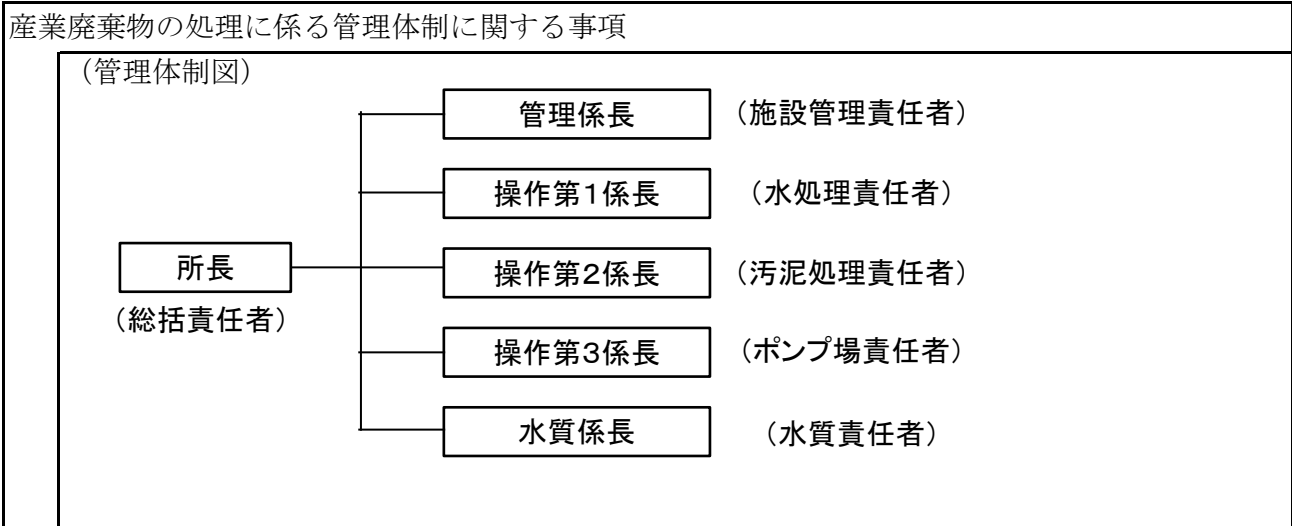 産業廃棄物の処理に係る管理体制に関する事項
(管理体制図)
管理係長 (施設管理責任者)
操作第1係長 (水処理責任者)
所長 操作第2係長 (汚泥処理責任者)
(総括責任者)
操作第3係長 (ポンプ場責任者)
水質係長 (水質責任者)